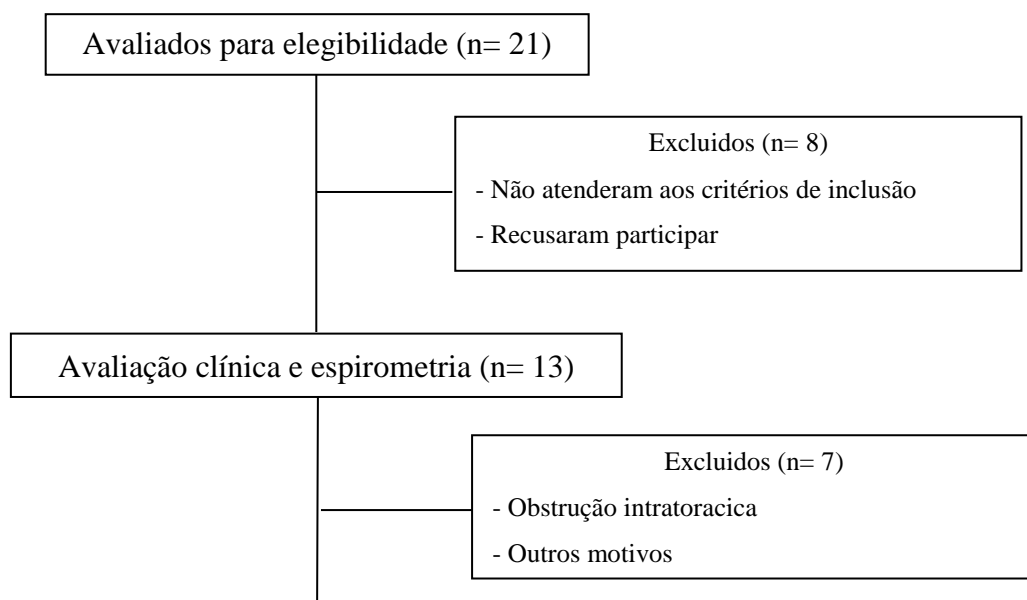 Avaliados para elegibilidade (n= 21)
Excluidos (n= 8)
- Não atenderam aos critérios de inclusão
- Recusaram participar
Avaliação clínica e espirometria (n= 13)
Excluidos (n= 7)
- Obstrução intratoracica
- Outros motivos